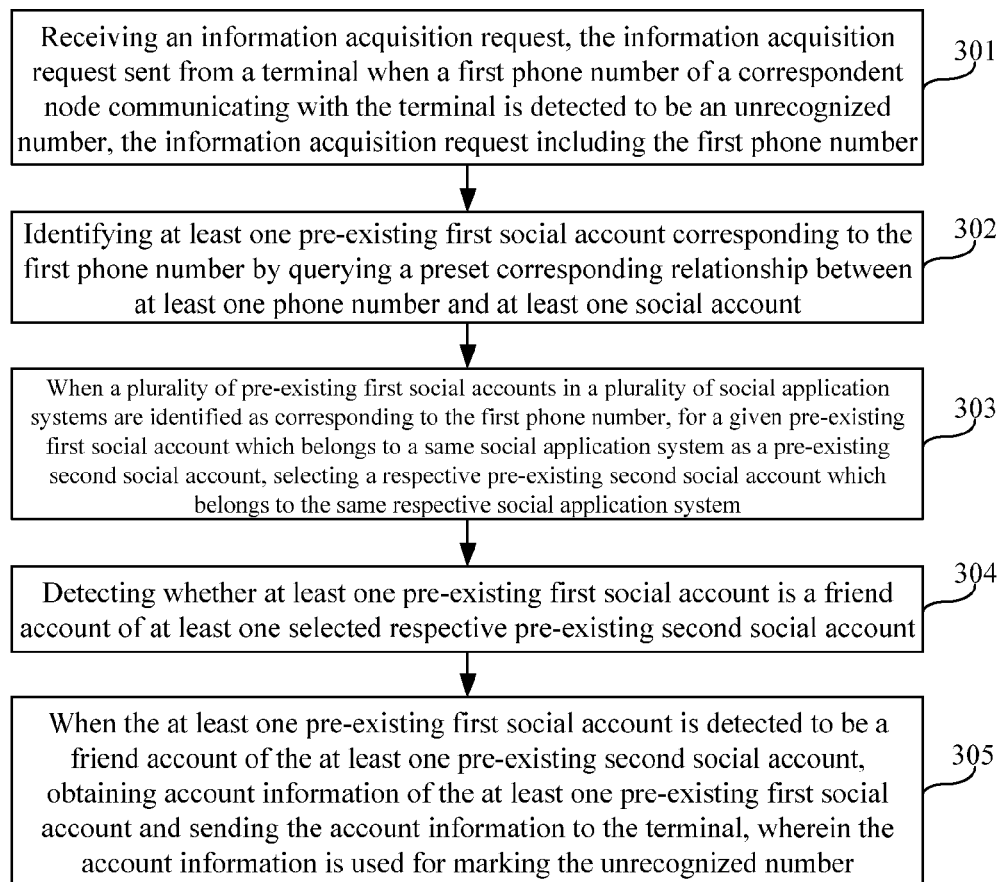 Receiving an information acquisition request, the information acquisition
request sent from a terminal when a first phone number of a correspondent
node communicating with the terminal is detected to be an unrecognized
number, the information acquisition request including the first phone number
301
Identifying at least one pre-existing first social account corresponding to the
first phone number by querying a preset corresponding relationship between
at least one phone number and at least one social account
302
When a plurality of pre-existing first social accounts in a plurality of social application
systems are identified as corresponding to the first phone number, for a given pre-existing
first social account which belongs to a same social application system as a pre-existing
second social account, selecting a respective pre-existing second social account which
belongs to the same respective social application system
303
Detecting whether at least one pre-existing first social account is a friend
account of at least one selected respective pre-existing second social account
304
When the at least one pre-existing first social account is detected to be a
friend account of the at least one pre-existing second social account,
obtaining account information of the at least one pre-existing first social
account and sending the account information to the terminal, wherein the
account information is used for marking the unrecognized number
305